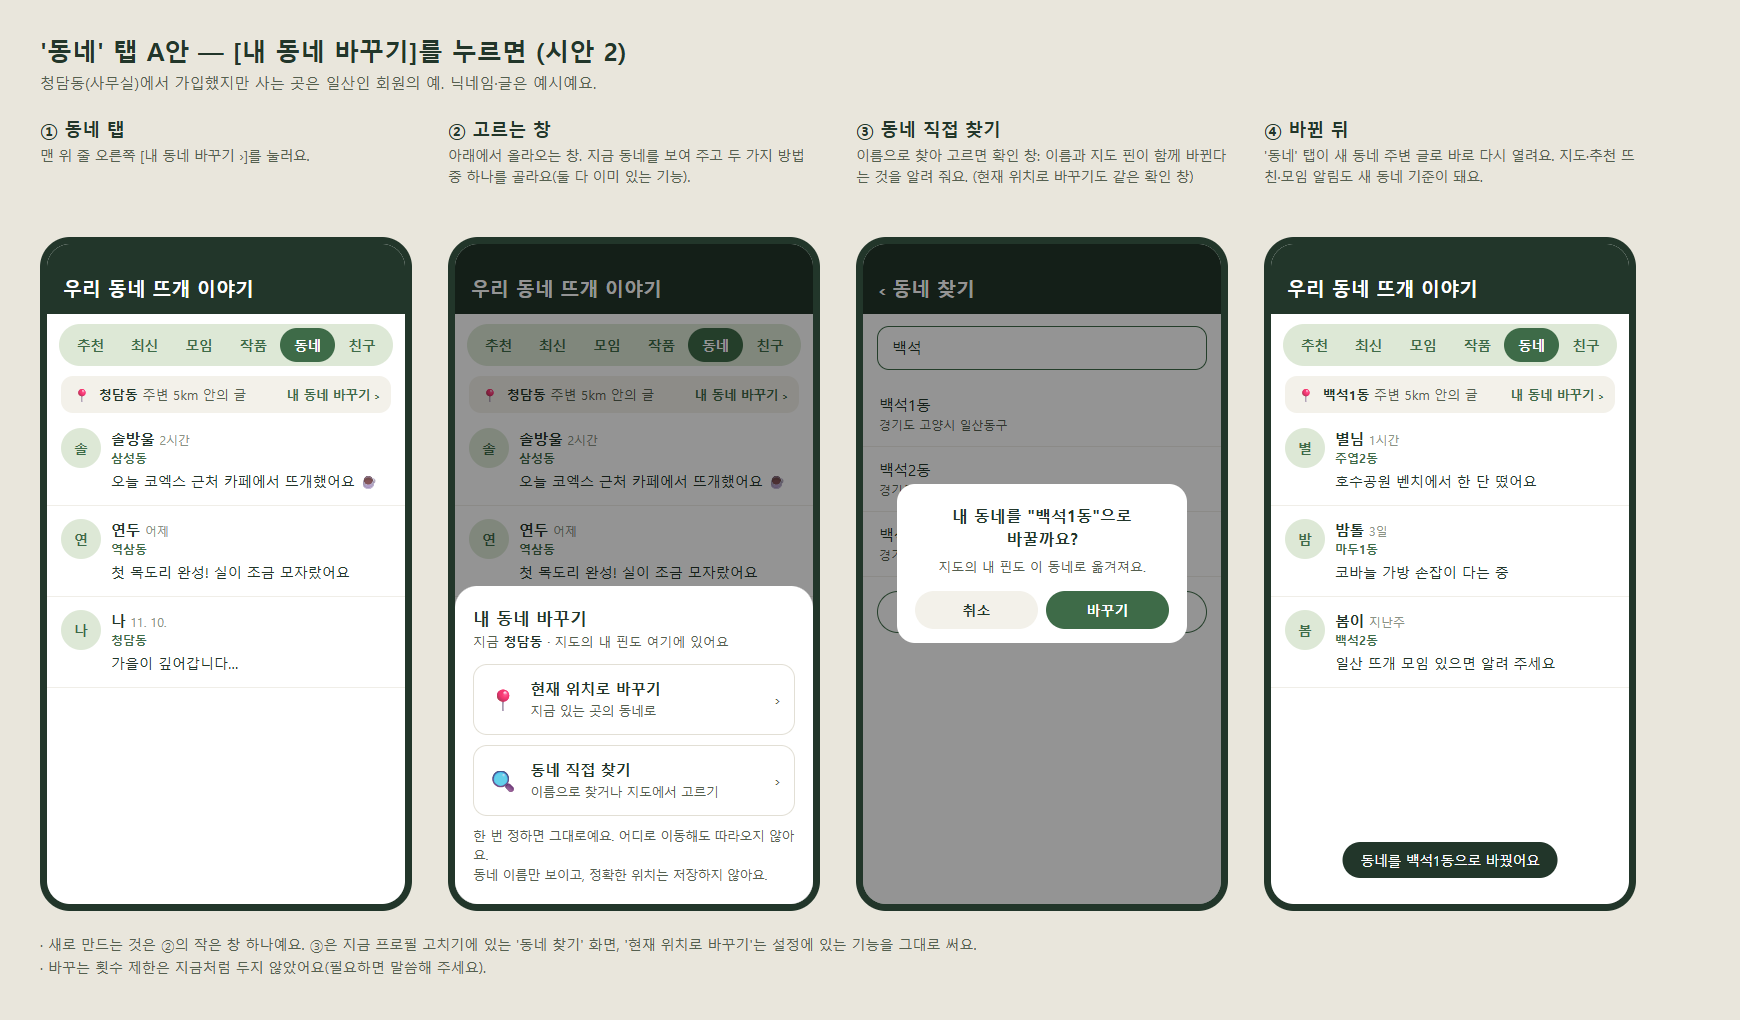 '동네' 탭 A안 — [내 동네 바꾸기]를 누르면 (시안 2)
청담동(사무실)에서 가입했지만 사는 곳은 일산인 회원의 예. 닉네임·글은 예시예요.
① 동네 탭
맨 위 줄 오른쪽 [내 동네 바꾸기 ›]를 눌러요.
우리 동네 뜨개 이야기
추천 최신 모임 작품 동네 친구
청담동 주변 5km 안의 글 내 동네 바꾸기 ›
솔
솔방울 2시간
삼성동
오늘 코엑스 근처 카페에서 뜨개했어요
연
연두 어제
역삼동
첫 목도리 완성! 실이 조금 모자랐어요
나
나 11. 10.
청담동
가을이 깊어갑니다...
② 고르는 창
아래에서 올라오는 창. 지금 동네를 보여 주고 두 가지 방법
중 하나를 골라요(둘 다 이미 있는 기능).
우리 동네 뜨개 이야기
추천 최신 모임 작품 동네 친구
청담동 주변 5km 안의 글 내 동네 바꾸기 ›
솔
솔방울 2시간
삼성동
오늘 코엑스 근처 카페에서 뜨개했어요
연
연두 어제
역삼동
첫 목도리 완성! 실이 조금 모자랐어요
내 동네 바꾸기
지금 청담동 · 지도의 내 핀도 여기에 있어요
현재 위치로 바꾸기
지금 있는 곳의 동네로
›
동네 직접 찾기
이름으로 찾거나 지도에서 고르기
›
한 번 정하면 그대로예요. 어디로 이동해도 따라오지 않아
요.
동네 이름만 보이고, 정확한 위치는 저장하지 않아요.
③ 동네 직접 찾기
이름으로 찾아 고르면 확인 창: 이름과 지도 핀이 함께 바뀐다
는 것을 알려 줘요. (현재 위치로 바꾸기도 같은 확인 창)
‹ 동네 찾기
백석
백석1동
경기도 고양시 일산동구
백석2동
경기
백
경기
내 동네를 "백석1동"으로
바꿀까요?
지도의 내 핀도 이 동네로 옮겨져요.
취소 바꾸기
④ 바뀐 뒤
'동네' 탭이 새 동네 주변 글로 바로 다시 열려요. 지도·추천 뜨
친·모임 알림도 새 동네 기준이 돼요.
우리 동네 뜨개 이야기
추천 최신 모임 작품 동네 친구
백석1동 주변 5km 안의 글 내 동네 바꾸기 ›
별
별님 1시간
주엽2동
호수공원 벤치에서 한 단 떴어요
밤
밤톨 3일
마두1동
코바늘 가방 손잡이 다는 중
봄
봄이 지난주
백석2동
일산 뜨개 모임 있으면 알려 주세요
동네를 백석1동으로 바꿨어요
· 새로 만드는 것은 ②의 작은 창 하나예요. ③은 지금 프로필 고치기에 있는 '동네 찾기' 화면, '현재 위치로 바꾸기'는 설정에 있는 기능을 그대로 써요.
· 바꾸는 횟수 제한은 지금처럼 두지 않았어요(필요하면 말씀해 주세요).